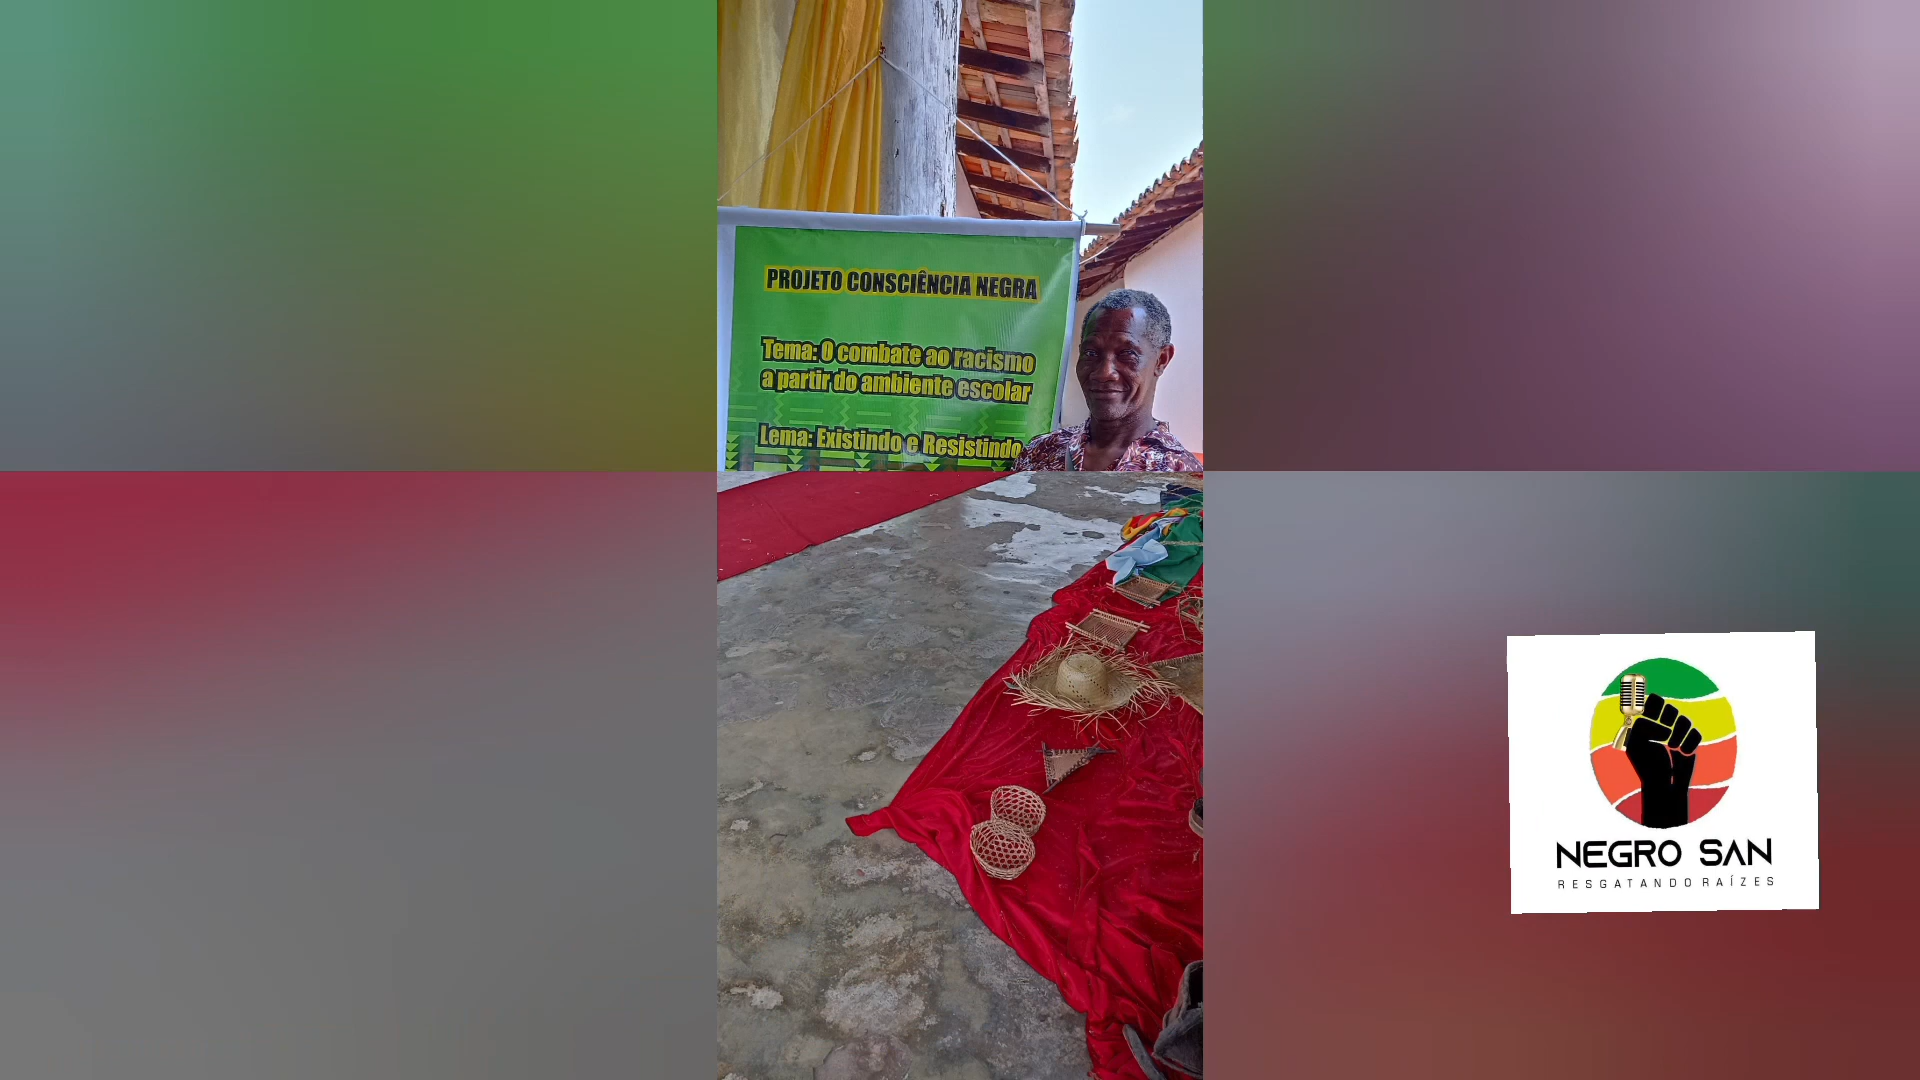 PROJETO CONSCIÊNCIA NEGRA
Tema: O combate ao racismo
a partir do ambiente escolar
Lema: Existindo e Resistindo
NEGRO SAN
RESGATANDO RAÍZES